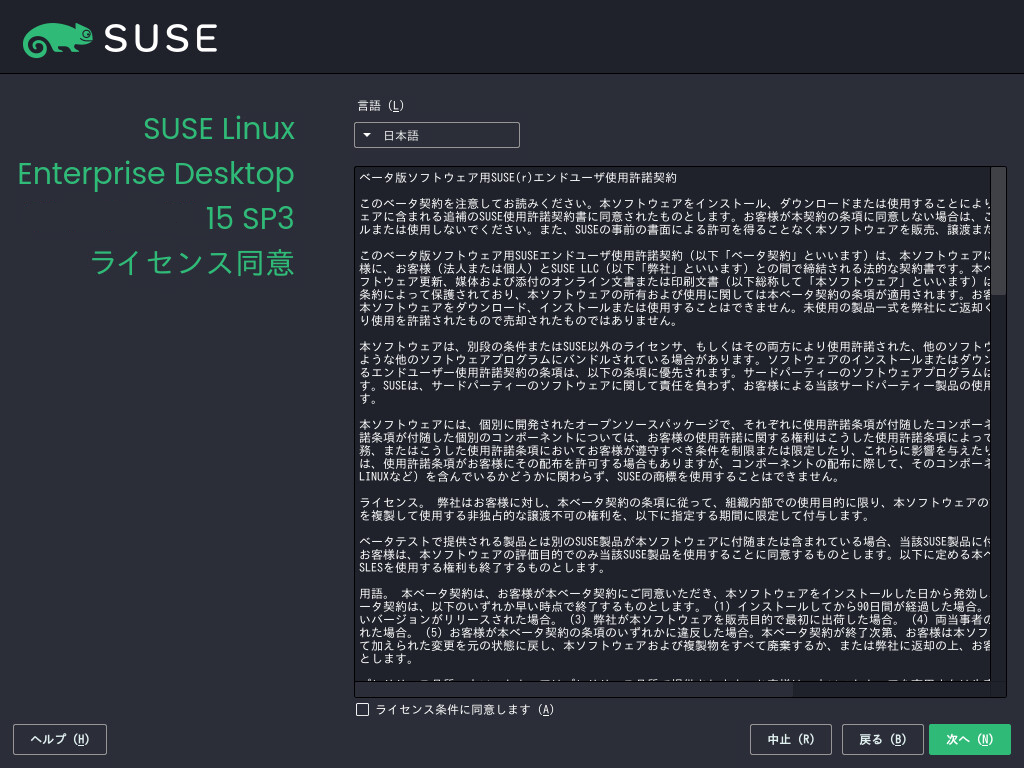 SUSE
SUSE Linux
Enterprise Desktop
15 SP3
ライセンス同意
言語 (L)
日本語
ベータ版ソフトウェア用SUSE(r)エンドユーザ使用許諾契約
このベータ契約を注意してお読みください。本ソフトウェアをインストール、ダウンロードまたは使用することにより
ェアに含まれる追補のSUSE使用許諾契約書に同意されたものとします。お客様が本契約の条項に同意しない場合は、こ
ルまたは使用しないでください。また、SUSEの事前の書面による許可を得ることなく本ソフトウェアを販売、譲渡また
このベータ版ソフトウェア用SUSEエンドユーザ使用許諾契約（以下「ベータ契約」といいます）は、本ソフトウェアに
様に、お客様（法人または個人）とSUSE LLC（以下「弊社」といいます）との間で締結される法的な契約書です。本ベ
フトウェア更新、媒体および添付のオンライン文書または印刷文書（以下総称して「本ソフトウェア」といいます）は
条約によって保護されており、本ソフトウェアの所有および使用に関しては本ベータ契約の条項が適用されます。お客
本ソフトウェアをダウンロード、インストールまたは使用することはできません。未使用の製品一式を弊社にご返却く
り使用を許諾されたもので売却されたものではありません。
本ソフトウェアは、別段の条件またはSUSE以外のライセンサ、もしくはその両方により使用許諾された、他のソフトウ
ような他のソフトウェアプログラムにバンドルされている場合があります。ソフトウェアのインストールまたはダウン
るエンドユーザー使用許諾契約の条項は、以下の条項に優先されます。サードパーティーのソフトウェアプログラムは
す。SUSEは、サードパーティーのソフトウェアに関して責任を負わず、お客様による当該サードパーティー製品の使用
す。
本ソフトウェアには、個別に開発されたオープンソースパッケージで、それぞれに使用許諾条項が付随したコンポーネ
諾条項が付随した個別のコンポーネントについては、お客様の使用許諾に関する権利はこうした使用許諾条項によって
務、またはこうした使用許諾条項においてお客様が遵守すべき条件を制限または限定したり、これらに影響を与えたり
は、使用許諾条項がお客様にその配布を許可する場合もありますが、コンポーネントの配布に際して、そのコンポーネ
LINUXなど）を含んでいるかどうかに関わらず、SUSEの商標を使用することはできません。
ライセンス。 弊社はお客様に対し、本ベータ契約の条項に従って、組織内部での使用目的に限り、本ソフトウェアの
を複製して使用する非独占的な譲渡不可の権利を、以下に指定する期間に限定して付与します。
ベータテストで提供される製品とは別のSUSE製品が本ソフトウェアに付随または含まれている場合、当該SUSE製品に付
お客様は、本ソフトウェアの評価目的でのみ当該SUSE製品を使用することに同意するものとします。以下に定める本ベ
SLESを使用する権利も終了するものとします。
用語。 本ベータ契約は、お客様が本ベータ契約にご同意いただき、本ソフトウェアをインストールした日から発効し
ータ契約は、以下のいずれか早い時点で終了するものとします。（1）インストールしてから90日間が経過した場合。
いバージョンがリリースされた場合。（3）弊社が本ソフトウェアを販売目的で最初に出荷した場合。（4）両当事者の
れた場合。（5）お客様が本ベータ契約の条項のいずれかに違反した場合。本ベータ契約が終了次第、お客様は本ソフ
て加えられた変更を元の状態に戻し、本ソフトウェアおよび複製物をすべて廃棄するか、または弊社に返却の上、お客
とします。
ライセンス条件に同意します (A)
ヘルプ (H)
中止 (R)
戻る (B)
次へ (N)